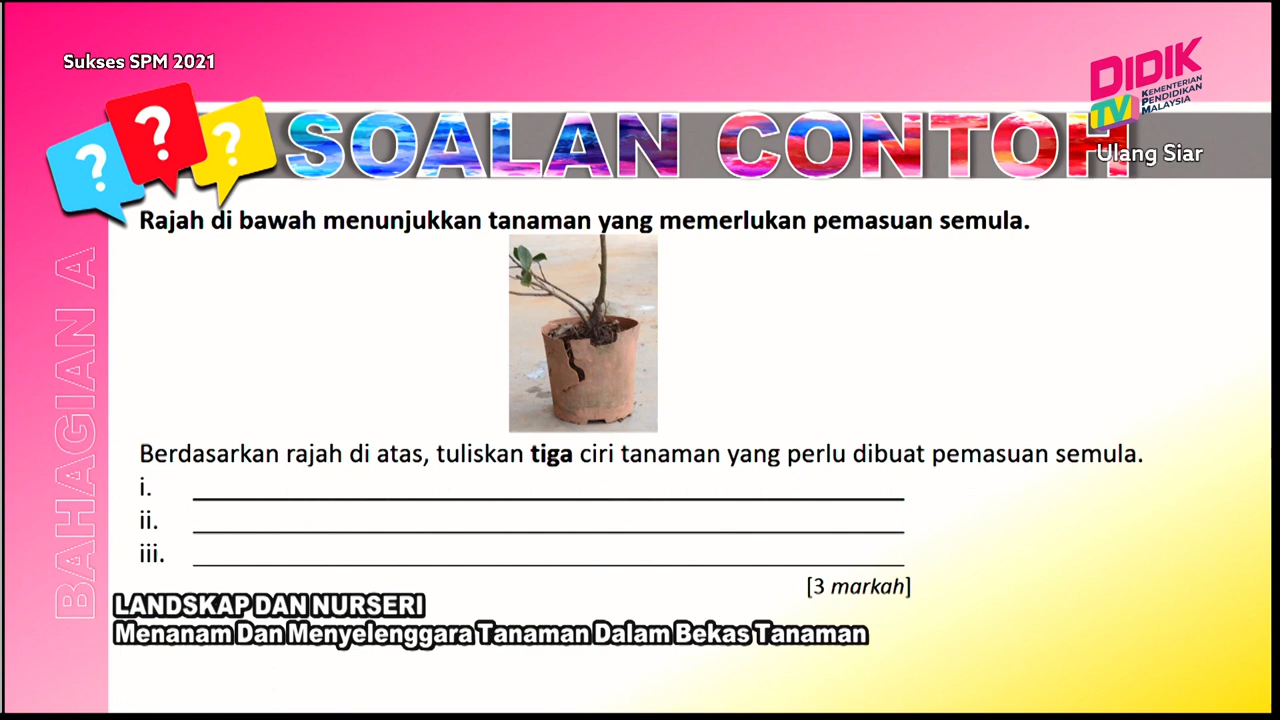 Sukses SPM 2021
DIDIK
TV
KEMENTERIAN
PENDIDIKAN
MALAYSIA
SOALAN CONTOH
Ulang Siar
? ? ?
BAHAGIAN A
Rajah di bawah menunjukkan tanaman yang memerlukan pemasuan semula.
Berdasarkan rajah di atas, tuliskan tiga ciri tanaman yang perlu dibuat pemasuan semula.
i.
ii.
iii.
[3 markah]
LANDSKAP DAN NURSERI
Menanam Dan Menyelenggara Tanaman Dalam Bekas Tanaman